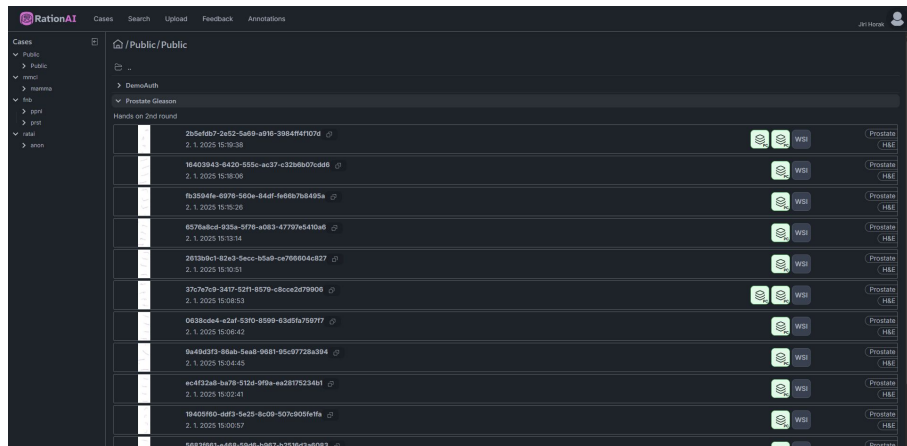 RationAI Cases Search Upload Feedback Annotations
Jiri Horak
Cases
Public
Public
mmci
mamma
fnb
ppni
prst
ratai
anon
/ Public / Public
..
DemoAuth
Prostate Gleason
Hands on 2nd round
2b5efdb7-2e52-5a69-a916-3984ff4f107d
2. 1. 2025 15:19:38
WSI
Prostate
H&E
16403943-6420-555c-ac37-c32b6b07cdd6
2. 1. 2025 15:18:06
WSI
Prostate
H&E
fb3594fe-6976-560e-84df-fe66b7b8495a
2. 1. 2025 15:15:26
WSI
Prostate
H&E
6576a8cd-935a-5f76-a083-47797e5410a6
2. 1. 2025 15:13:14
WSI
Prostate
H&E
2613b9c1-82e3-5ecc-b5a9-ce766604c827
2. 1. 2025 15:10:51
WSI
Prostate
H&E
37c7e7c9-3417-52f1-8579-c8cce2d79906
2. 1. 2025 15:08:53
WSI
Prostate
H&E
0638cde4-e2af-53f0-8599-63d5fa7597f7
2. 1. 2025 15:06:42
WSI
Prostate
H&E
9a49d3f3-86ab-5ea8-9681-95c97728a394
2. 1. 2025 15:04:45
WSI
Prostate
H&E
ec4f32a8-ba78-512d-9f9a-ea28175234b1
2. 1. 2025 15:02:41
WSI
Prostate
H&E
19405f60-ddf3-5e25-8c09-507c905fe1fa
2. 1. 2025 15:00:57
WSI
Prostate
H&E
Prostate